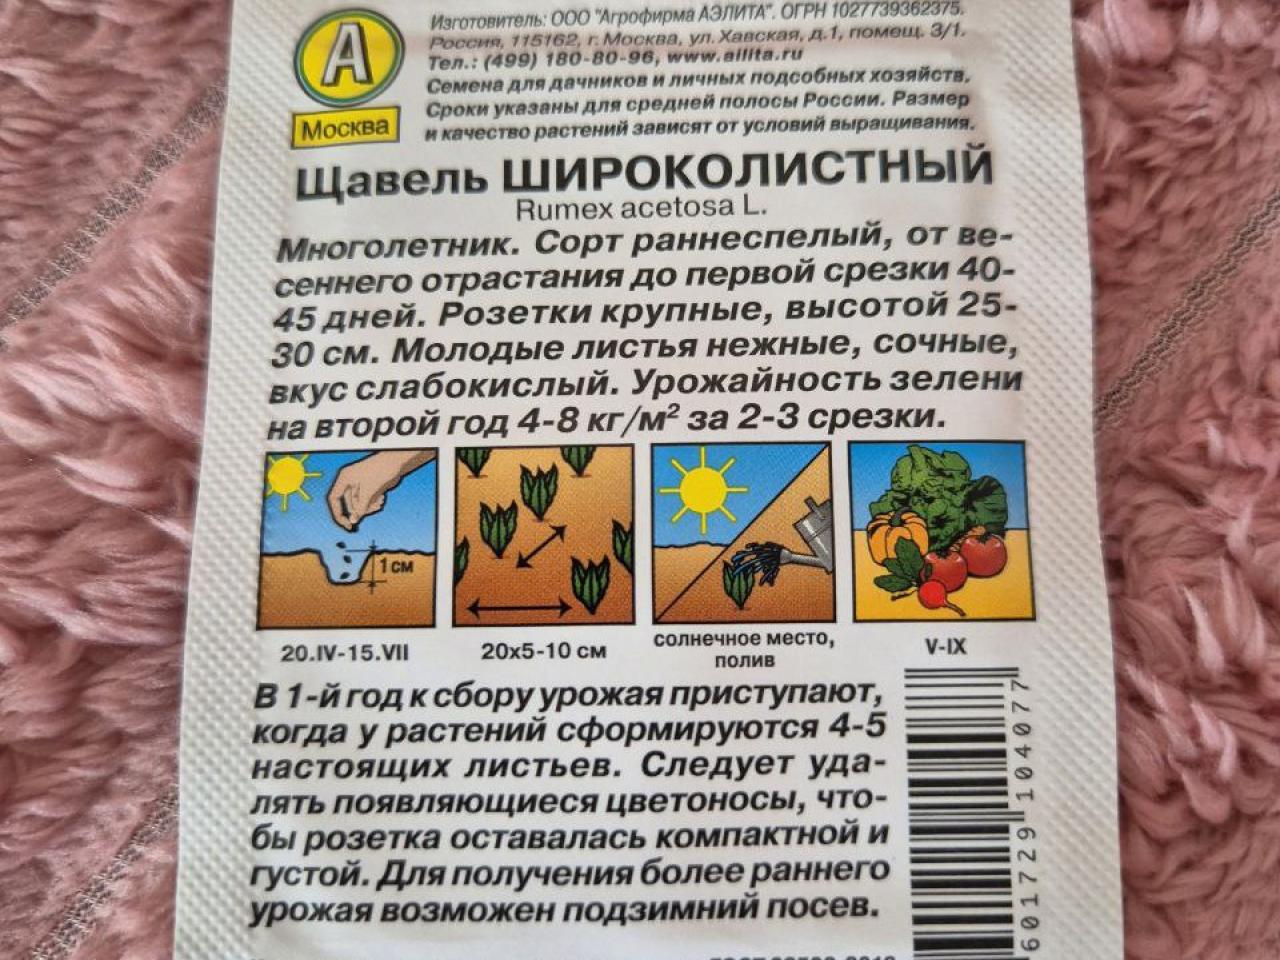 А
Москва
Изготовитель: ООО "Агрофирма АЭЛИТА". ОГРН 1027739362375.
Россия, 115162, г. Москва, ул. Хавская, д.1, помещ. 3/1.
Тел.: (499) 180-80-96, www.ailita.ru
Семена для дачников и личных подсобных хозяйств.
Сроки указаны для средней полосы России. Размер
и качество растений зависят от условий выращивания.
Щавель ШИРОКОЛИСТНЫЙ
Rumex acetosa L.
Многолетник. Сорт раннеспелый, от ве-
сеннего отрастания до первой срезки 40-
45 дней. Розетки крупные, высотой 25-
30 см. Молодые листья нежные, сочные,
вкус слабокислый. Урожайность зелени
на второй год 4-8 кг/м² за 2-3 срезки.
1 см
20.IV-15.VII
20х5-10 см
солнечное место,
полив
V-IX
В 1-й год к сбору урожая приступают,
когда у растений сформируются 4-5
настоящих листьев. Следует уда-
лять появляющиеся цветоносы, что-
бы розетка оставалась компактной и
густой. Для получения более раннего
урожая возможен подзимний посев.
601729 104077